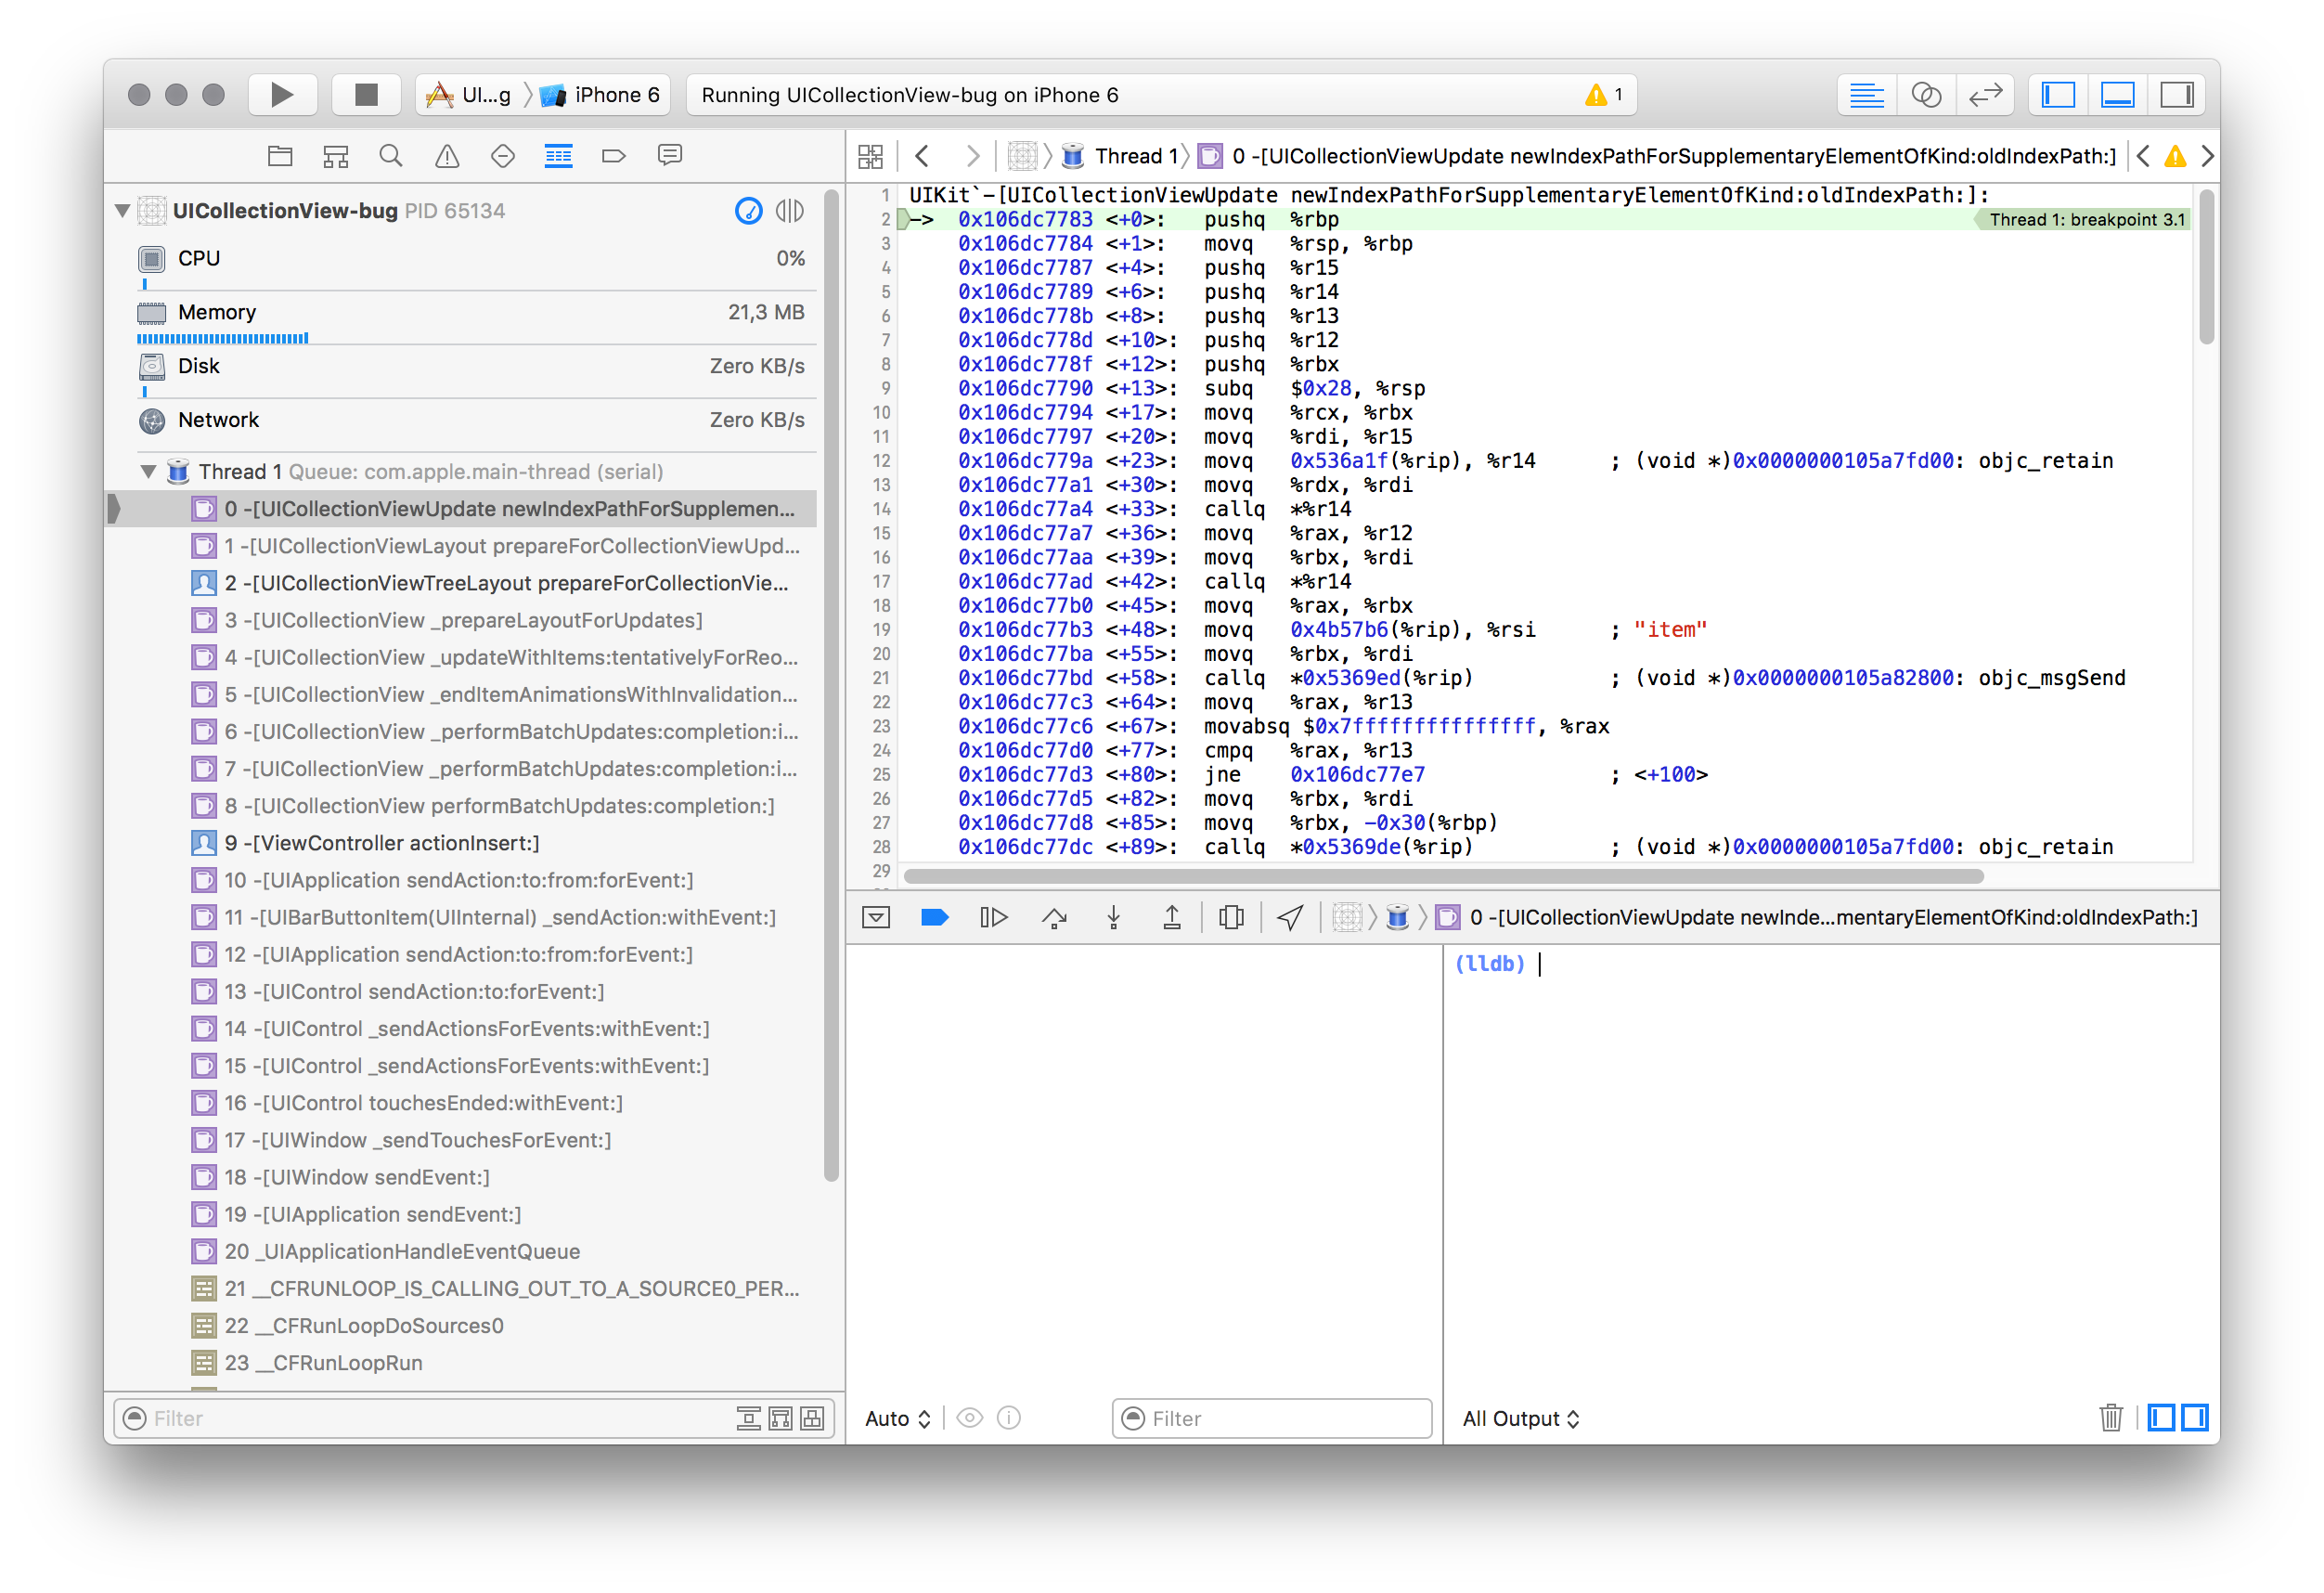 UI...g iPhone 6
Running UICollectionView-bug on iPhone 6
1
Thread 1 0 -[UICollectionViewUpdate newIndexPathForSupplementaryElementOfKind:oldIndexPath:]
UICollectionView-bug PID 65134
CPU 0%
Memory 21,3 MB
Disk Zero KB/s
Network Zero KB/s
Thread 1 Queue: com.apple.main-thread (serial)
0 -[UICollectionViewUpdate newIndexPathForSupplemen...
1 -[UICollectionViewLayout prepareForCollectionViewUpd...
2 -[UICollectionViewTreeLayout prepareForCollectionVie...
3 -[UICollectionView _prepareLayoutForUpdates]
4 -[UICollectionView _updateWithItems:tentativelyForReo...
5 -[UICollectionView _endItemAnimationsWithInvalidation...
6 -[UICollectionView _performBatchUpdates:completion:i...
7 -[UICollectionView _performBatchUpdates:completion:i...
8 -[UICollectionView performBatchUpdates:completion:]
9 -[ViewController actionInsert:]
10 -[UIApplication sendAction:to:from:forEvent:]
11 -[UIBarButtonItem(UIInternal) _sendAction:withEvent:]
12 -[UIApplication sendAction:to:from:forEvent:]
13 -[UIControl sendAction:to:forEvent:]
14 -[UIControl _sendActionsForEvents:withEvent:]
15 -[UIControl _sendActionsForEvents:withEvent:]
16 -[UIControl touchesEnded:withEvent:]
17 -[UIWindow _sendTouchesForEvent:]
18 -[UIWindow sendEvent:]
19 -[UIApplication sendEvent:]
20 _UIApplicationHandleEventQueue
21 __CFRUNLOOP_IS_CALLING_OUT_TO_A_SOURCE0_PER...
22 __CFRunLoopDoSources0
23 __CFRunLoopRun
Filter
1 UIKit`-[UICollectionViewUpdate newIndexPathForSupplementaryElementOfKind:oldIndexPath:]:
2 -> 0x106dc7783 <+0>: pushq %rbp Thread 1: breakpoint 3.1
3 0x106dc7784 <+1>: movq %rsp, %rbp
4 0x106dc7787 <+4>: pushq %r15
5 0x106dc7789 <+6>: pushq %r14
6 0x106dc778b <+8>: pushq %r13
7 0x106dc778d <+10>: pushq %r12
8 0x106dc778f <+12>: pushq %rbx
9 0x106dc7790 <+13>: subq $0x28, %rsp
10 0x106dc7794 <+17>: movq %rcx, %rbx
11 0x106dc7797 <+20>: movq %rdi, %r15
12 0x106dc779a <+23>: movq 0x536a1f(%rip), %r14 ; (void *)0x0000000105a7fd00: objc_retain
13 0x106dc77a1 <+30>: movq %rdx, %rdi
14 0x106dc77a4 <+33>: callq *%r14
15 0x106dc77a7 <+36>: movq %rax, %r12
16 0x106dc77aa <+39>: movq %rbx, %rdi
17 0x106dc77ad <+42>: callq *%r14
18 0x106dc77b0 <+45>: movq %rax, %rbx
19 0x106dc77b3 <+48>: movq 0x4b57b6(%rip), %rsi ; "item"
20 0x106dc77ba <+55>: movq %rbx, %rdi
21 0x106dc77bd <+58>: callq *0x5369ed(%rip) ; (void *)0x0000000105a82800: objc_msgSend
22 0x106dc77c3 <+64>: movq %rax, %r13
23 0x106dc77c6 <+67>: movabsq $0x7fffffffffffffff, %rax
24 0x106dc77d0 <+77>: cmpq %rax, %r13
25 0x106dc77d3 <+80>: jne 0x106dc77e7 ; <+100>
26 0x106dc77d5 <+82>: movq %rbx, %rdi
27 0x106dc77d8 <+85>: movq %rbx, -0x30(%rbp)
28 0x106dc77dc <+89>: callq *0x5369de(%rip) ; (void *)0x0000000105a7fd00: objc_retain
29
0 -[UICollectionViewUpdate newInde...mentaryElementOfKind:oldIndexPath:]
(lldb)
Auto Filter All Output